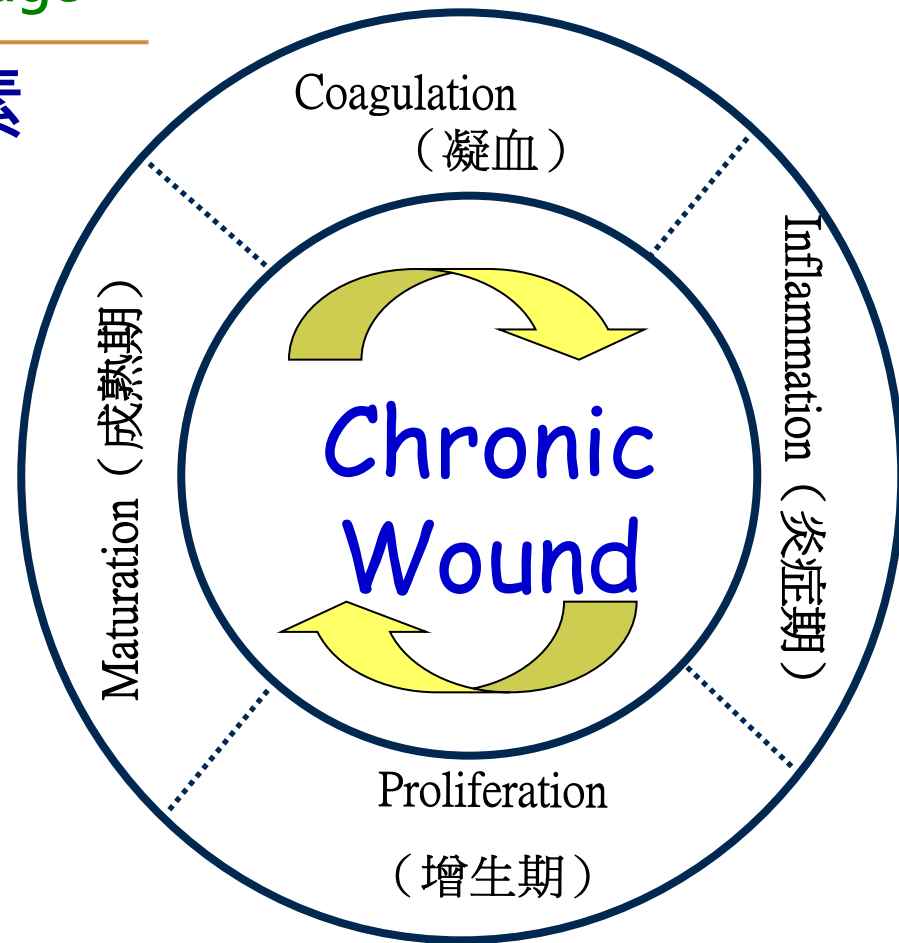 Coagulation
（凝血）
Inflammation（炎症期）
Chronic
Wound
Maturation（成熟期）
Proliferation
（增生期）